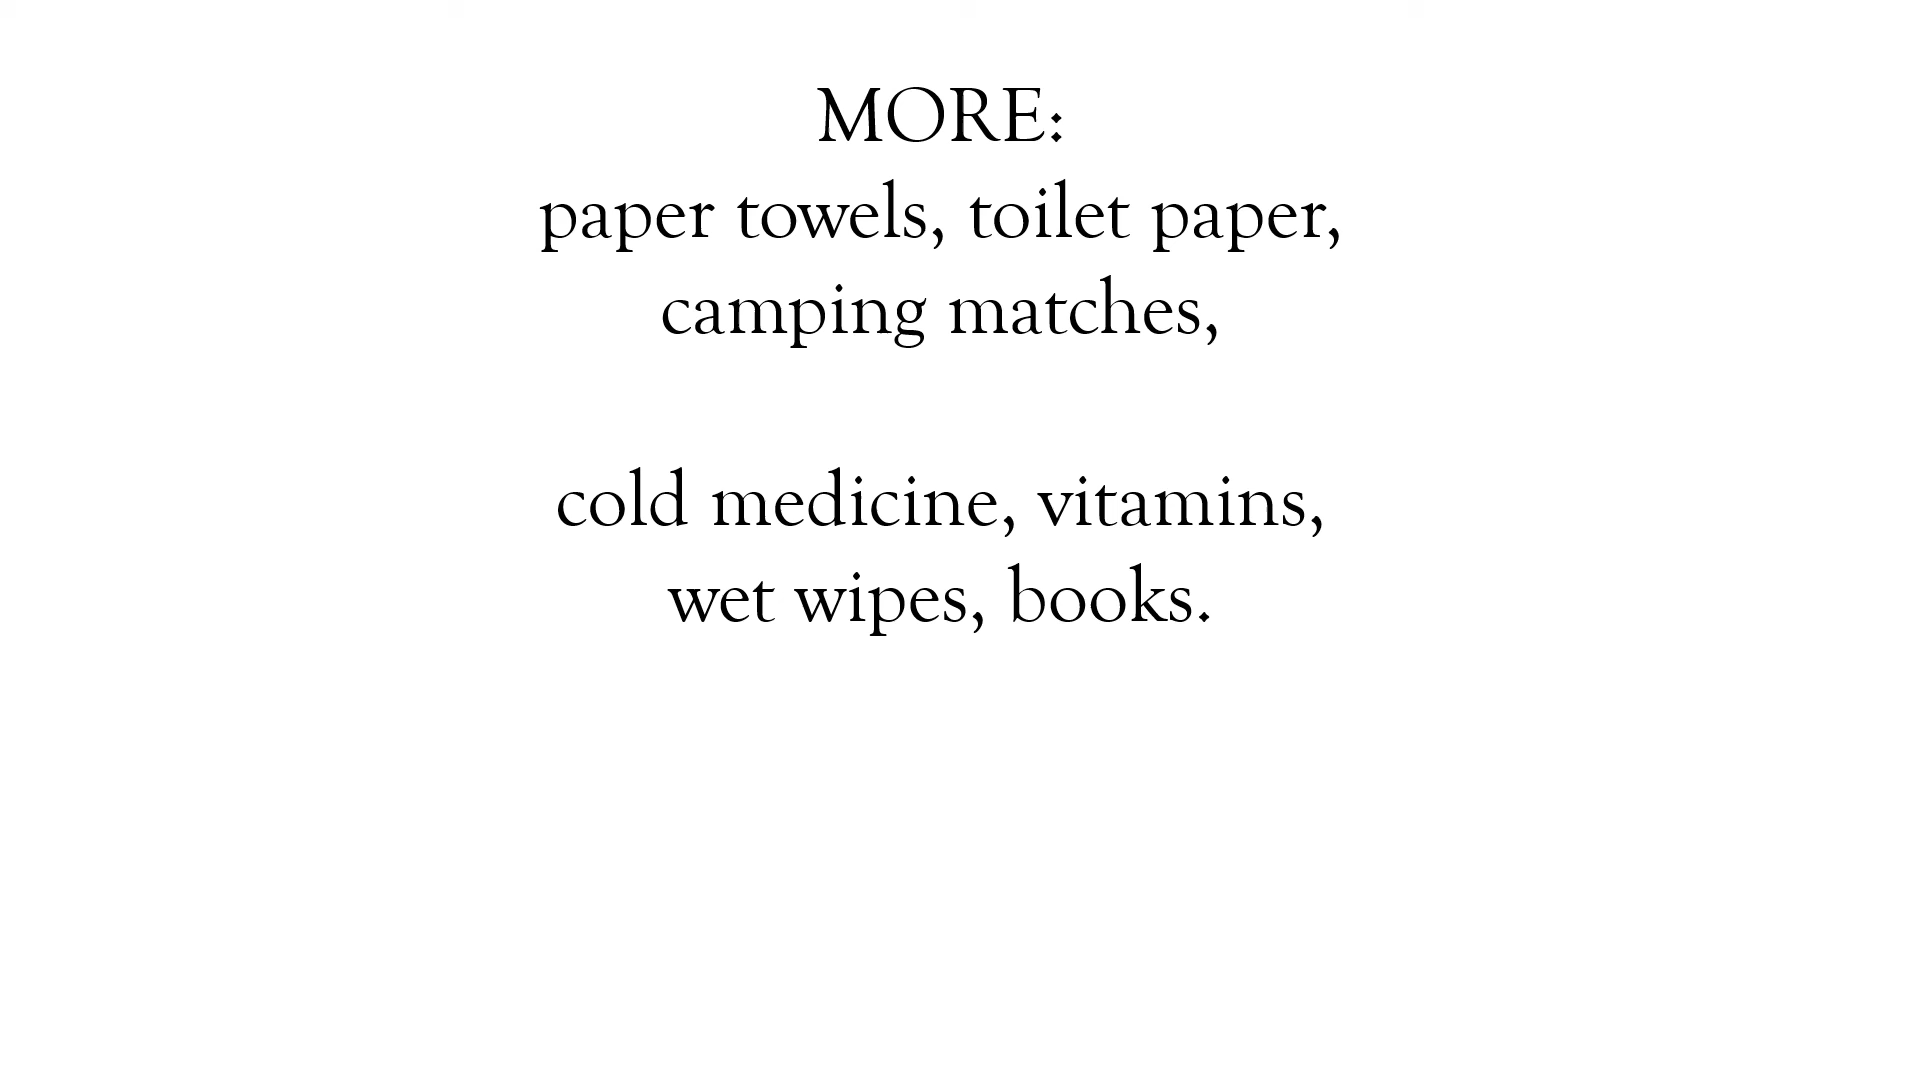 MORE:
paper towels, toilet paper,
camping matches,
cold medicine, vitamins,
wet wipes, books.